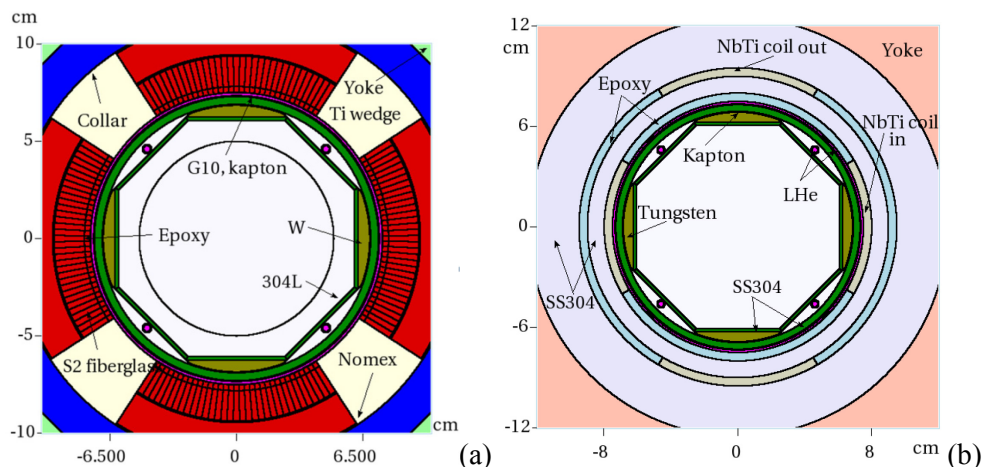 cm
10
5
0
-5
-10
-6.500
0
6.500
cm
Collar
Yoke
Ti wedge
G10, kapton
Epoxy
W
304L
S2 fiberglas
Nomex
(a)
12
cm
6
0
-6
-12
-8
0
8
cm
NbTi coil out
Yoke
Epoxy
NbTi coil
in
Kapton
LHe
Tungsten
SS304
SS304
(b)